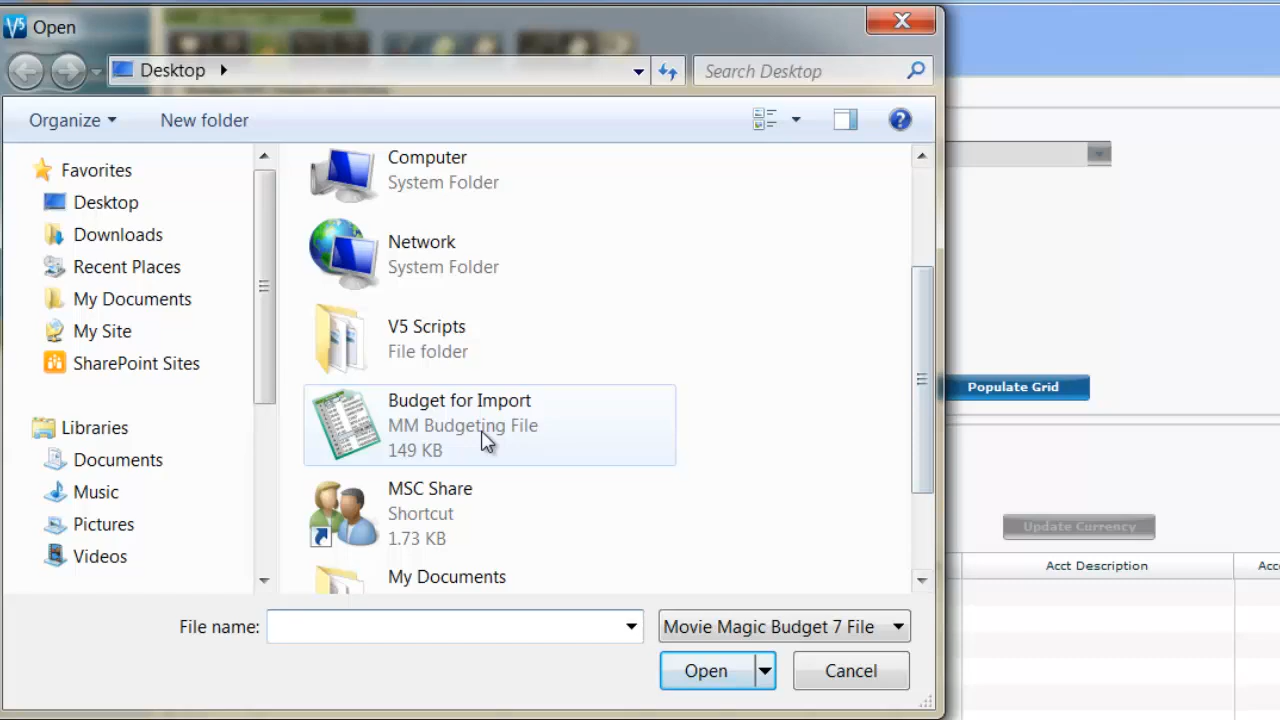 V5 Open
Desktop
Search Desktop
Organize
New folder
Favorites
Desktop
Downloads
Recent Places
My Documents
My Site
SharePoint Sites
Libraries
Documents
Music
Pictures
Videos
Computer
System Folder
Network
System Folder
V5 Scripts
File folder
Budget for Import
MM Budgeting File
149 KB
MSC Share
Shortcut
1.73 KB
My Documents
File name:
Movie Magic Budget 7 File
Open
Cancel
Populate Grid
Update Currency
Acct Description
Acc